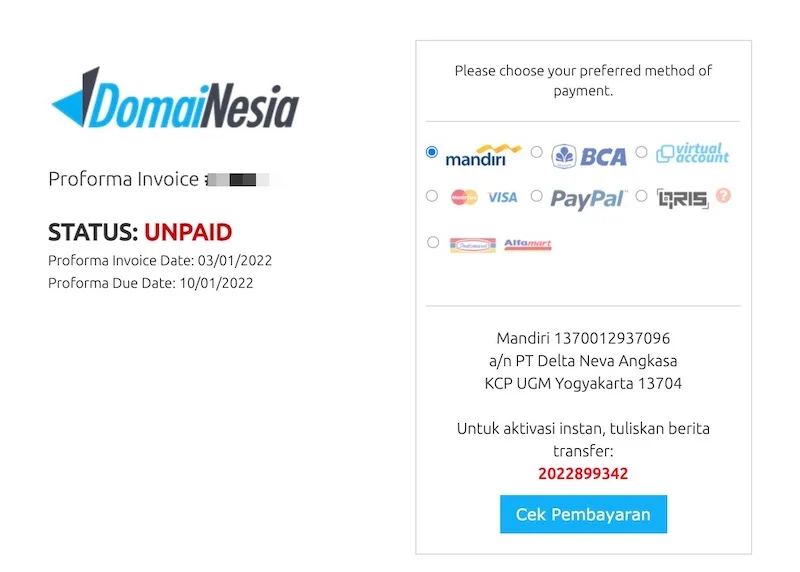 DomaiNesia
Proforma Invoice
STATUS: UNPAID
Proforma Invoice Date: 03/01/2022
Proforma Due Date: 10/01/2022
Please choose your preferred method of
payment.
mandiri BCA virtual account
VISA PayPal QRIS ?
Indomaret Alfamart
Mandiri 1370012937096
a/n PT Delta Neva Angkasa
KCP UGM Yogyakarta 13704
Untuk aktivasi instan, tuliskan berita
transfer:
2022899342
Cek Pembayaran